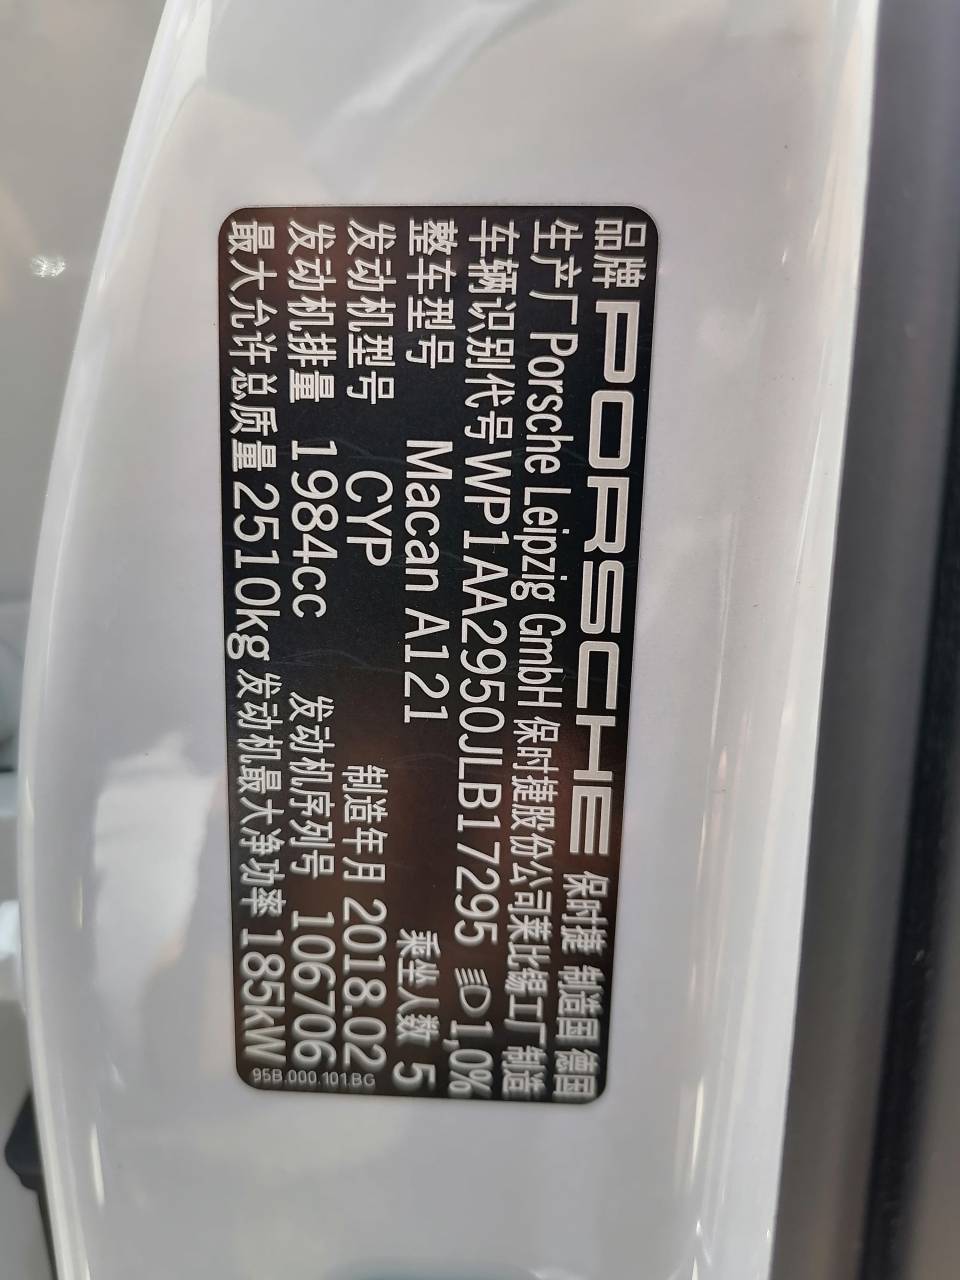 品牌 PORSCHE 保时捷 制造国 德国
生产厂 Porsche Leipzig GmbH 保时捷股份公司莱比锡工厂制造
车辆识别代号 WP1AA2950JLB17295 1,0%
整车型号 Macan A121 乘坐人数 5
发动机型号 CYP 制造年月 2018.02
发动机排量 1984cc 发动机序列号 106706
最大允许总质量 2510kg 发动机最大净功率 185kW
95B.000.101.BG